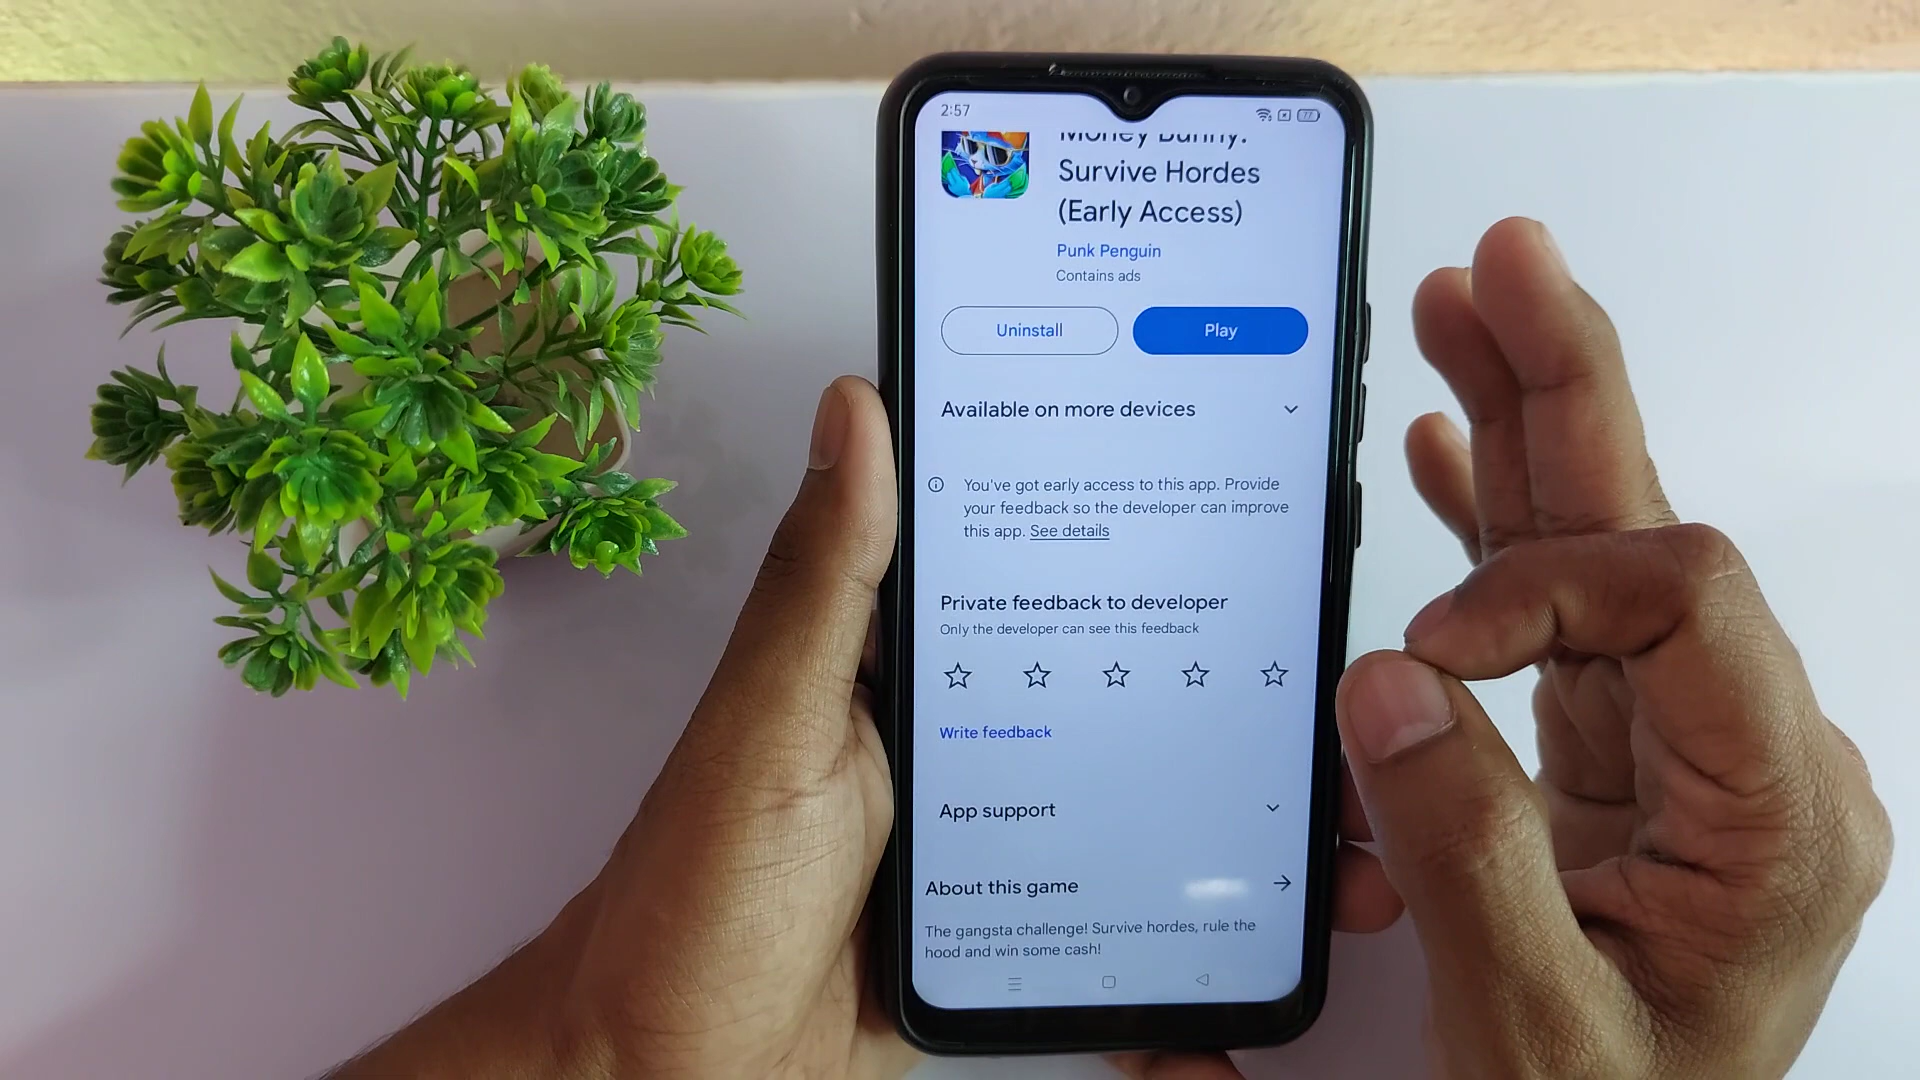 2:57
77
Money Bunny:
Survive Hordes
(Early Access)
Punk Penguin
Contains ads
Uninstall
Play
Available on more devices
You've got early access to this app. Provide
your feedback so the developer can improve
this app. See details
Private feedback to developer
Only the developer can see this feedback
Write feedback
App support
About this game
The gangsta challenge! Survive hordes, rule the
hood and win some cash!